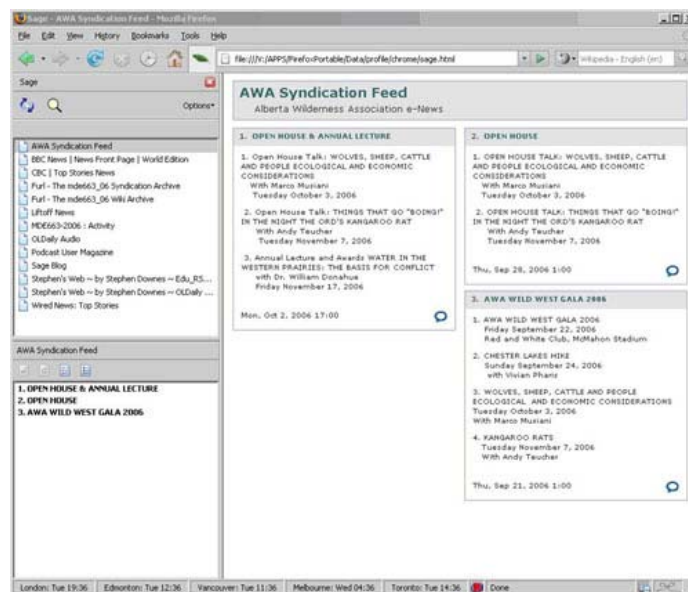 Sage - AWA Syndication Feed - Mozilla Firefox
File Edit View History Bookmarks Tools Help
file:///V:/APPS/FirefoxPortable/Data/profile/chrome/sage.html
Wikipedia - English (en)
Sage
Options
AWA Syndication Feed
BBC News | News Front Page | World Edition
CBC | Top Stories News
Furl - The mde663_06 Syndication Archive
Furl - The mde663_06 Wiki Archive
Liftoff News
MDE663-2006 : Activity
OLDaily Audio
Podcast User Magazine
Sage Blog
Stephen's Web ~ by Stephen Downes ~ Edu_RS...
Stephen's Web ~ by Stephen Downes ~ OLDaily ...
Wired News: Top Stories
AWA Syndication Feed
1. OPEN HOUSE & ANNUAL LECTURE
2. OPEN HOUSE
3. AWA WILD WEST GALA 2006
AWA Syndication Feed
Alberta Wilderness Association e-News
1. OPEN HOUSE & ANNUAL LECTURE
1. Open House Talk: WOLVES, SHEEP, CATTLE
AND PEOPLE ECOLOGICAL AND ECONOMIC
CONSIDERATIONS
With Marco Musiani
Tuesday October 3, 2006
2. Open House Talk: THINGS THAT GO "BOING!"
IN THE NIGHT THE ORD'S KANGAROO RAT
With Andy Teucher
Tuesday November 7, 2006
3. Annual Lecture and Awards WATER IN THE
WESTERN PRAIRIES: THE BASIS FOR CONFLICT
with Dr. William Donahue
Friday November 17, 2006
Mon, Oct 2, 2006 17:00
2. OPEN HOUSE
1. OPEN HOUSE TALK: WOLVES, SHEEP, CATTLE
AND PEOPLE ECOLOGICAL AND ECONOMIC
CONSIDERATIONS
With Marco Musiani
Tuesday October 3, 2006
2. OPEN HOUSE TALK: THINGS THAT GO "BOING!"
IN THE NIGHT THE ORD'S KANGAROO RAT
With Andy Teucher
Tuesday November 7, 2006
Thu, Sep 28, 2006 1:00
3. AWA WILD WEST GALA 2006
1. AWA WILD WEST GALA 2006
Friday September 22, 2006
Red and White Club, McMahon Stadium
2. CHESTER LAKES HIKE
Sunday September 24, 2006
with Vivian Pharis
3. WOLVES, SHEEP, CATTLE AND PEOPLE
ECOLOGICAL AND ECONOMIC CONSIDERATIONS
Tuesday October 3, 2006
With Marco Musiani
4. KANGAROO RATS
Tuesday November 7, 2006
With Andy Teucher
Thu, Sep 21, 2006 1:00
London: Tue 19:36 Edmonton: Tue 12:36 Vancouver: Tue 11:36 Melbourne: Wed 04:36 Toronto: Tue 14:36 Done